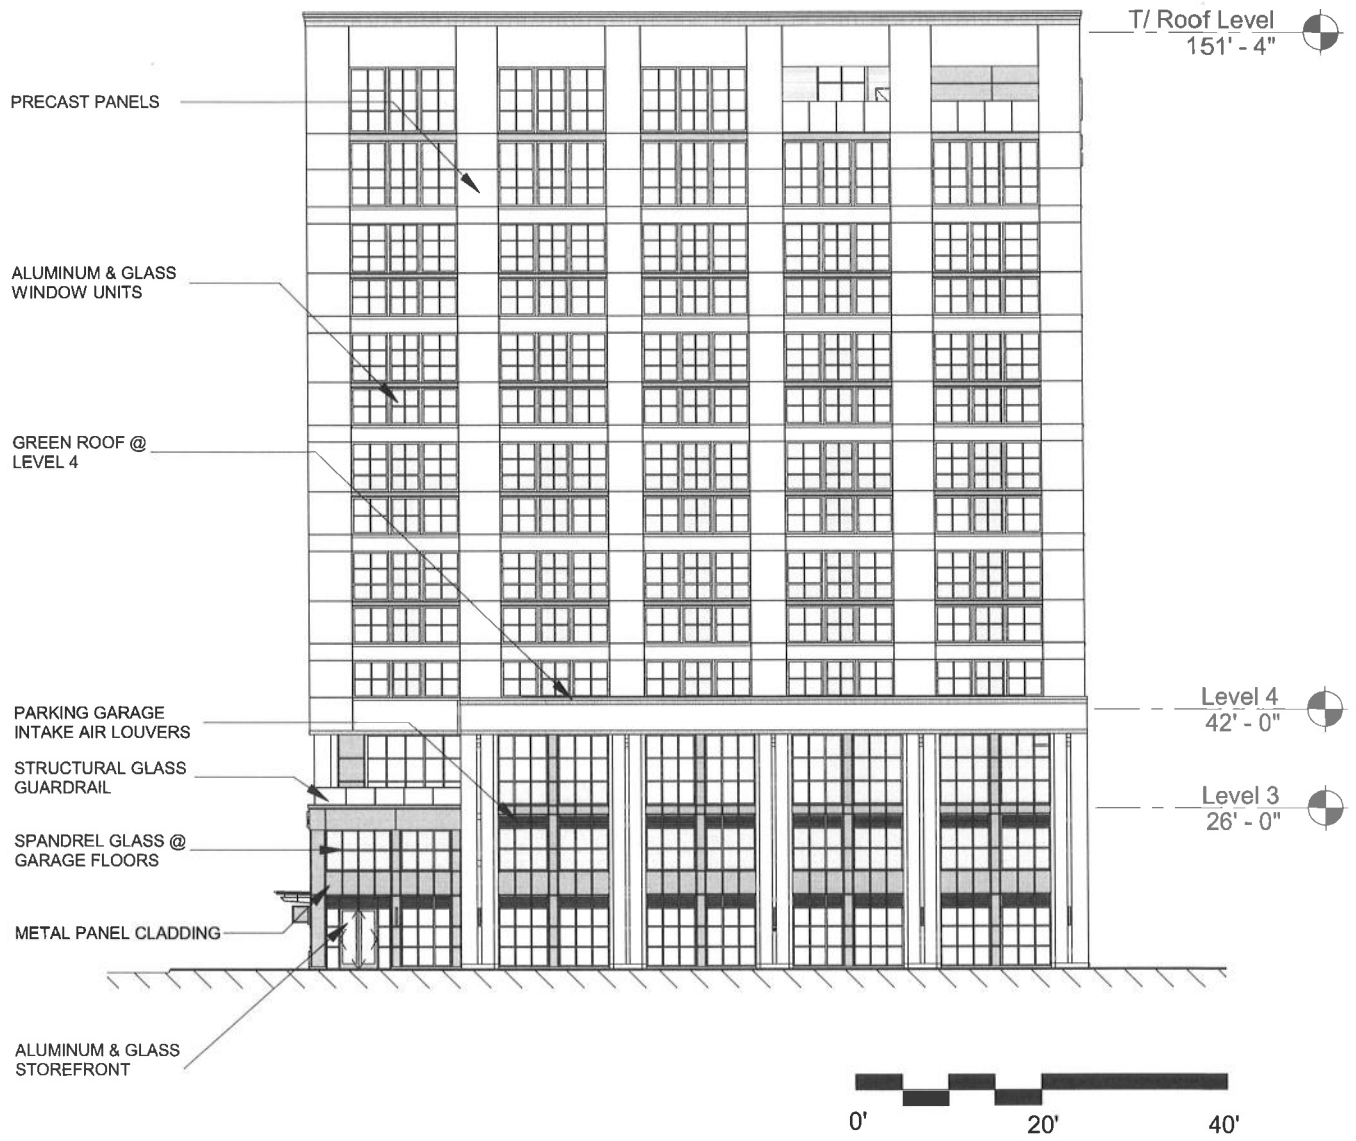 T/ Roof Level
151' - 4"
PRECAST PANELS
ALUMINUM & GLASS
WINDOW UNITS
GREEN ROOF @
LEVEL 4
Level 4
42' - 0"
PARKING GARAGE
INTAKE AIR LOUVERS
STRUCTURAL GLASS
GUARDRAIL
Level 3
26' - 0"
SPANDREL GLASS @
GARAGE FLOORS
METAL PANEL CLADDING
ALUMINUM & GLASS
STOREFRONT
0' 20' 40'